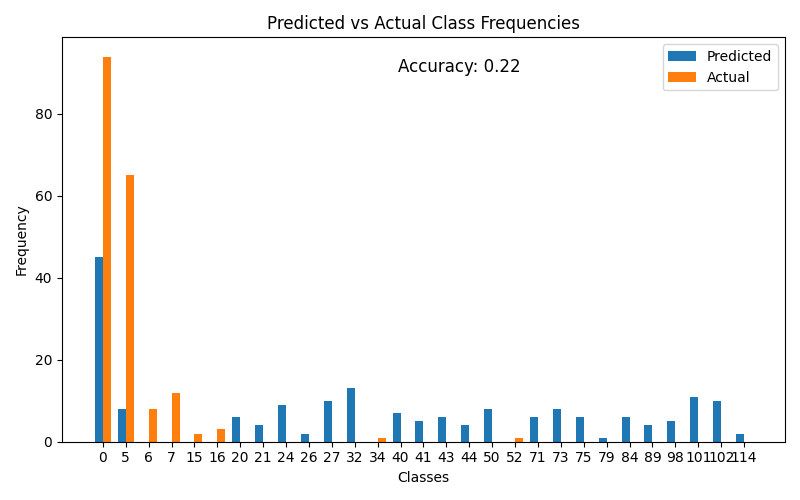 Predicted vs Actual Class Frequencies
Accuracy: 0.22
Predicted
Actual
Frequency
80
60
40
20
0
0 5 6 7 15 16 20 21 24 26 27 32 34 40 41 43 44 50 52 71 73 75 79 84 89 98 101 102 114
Classes